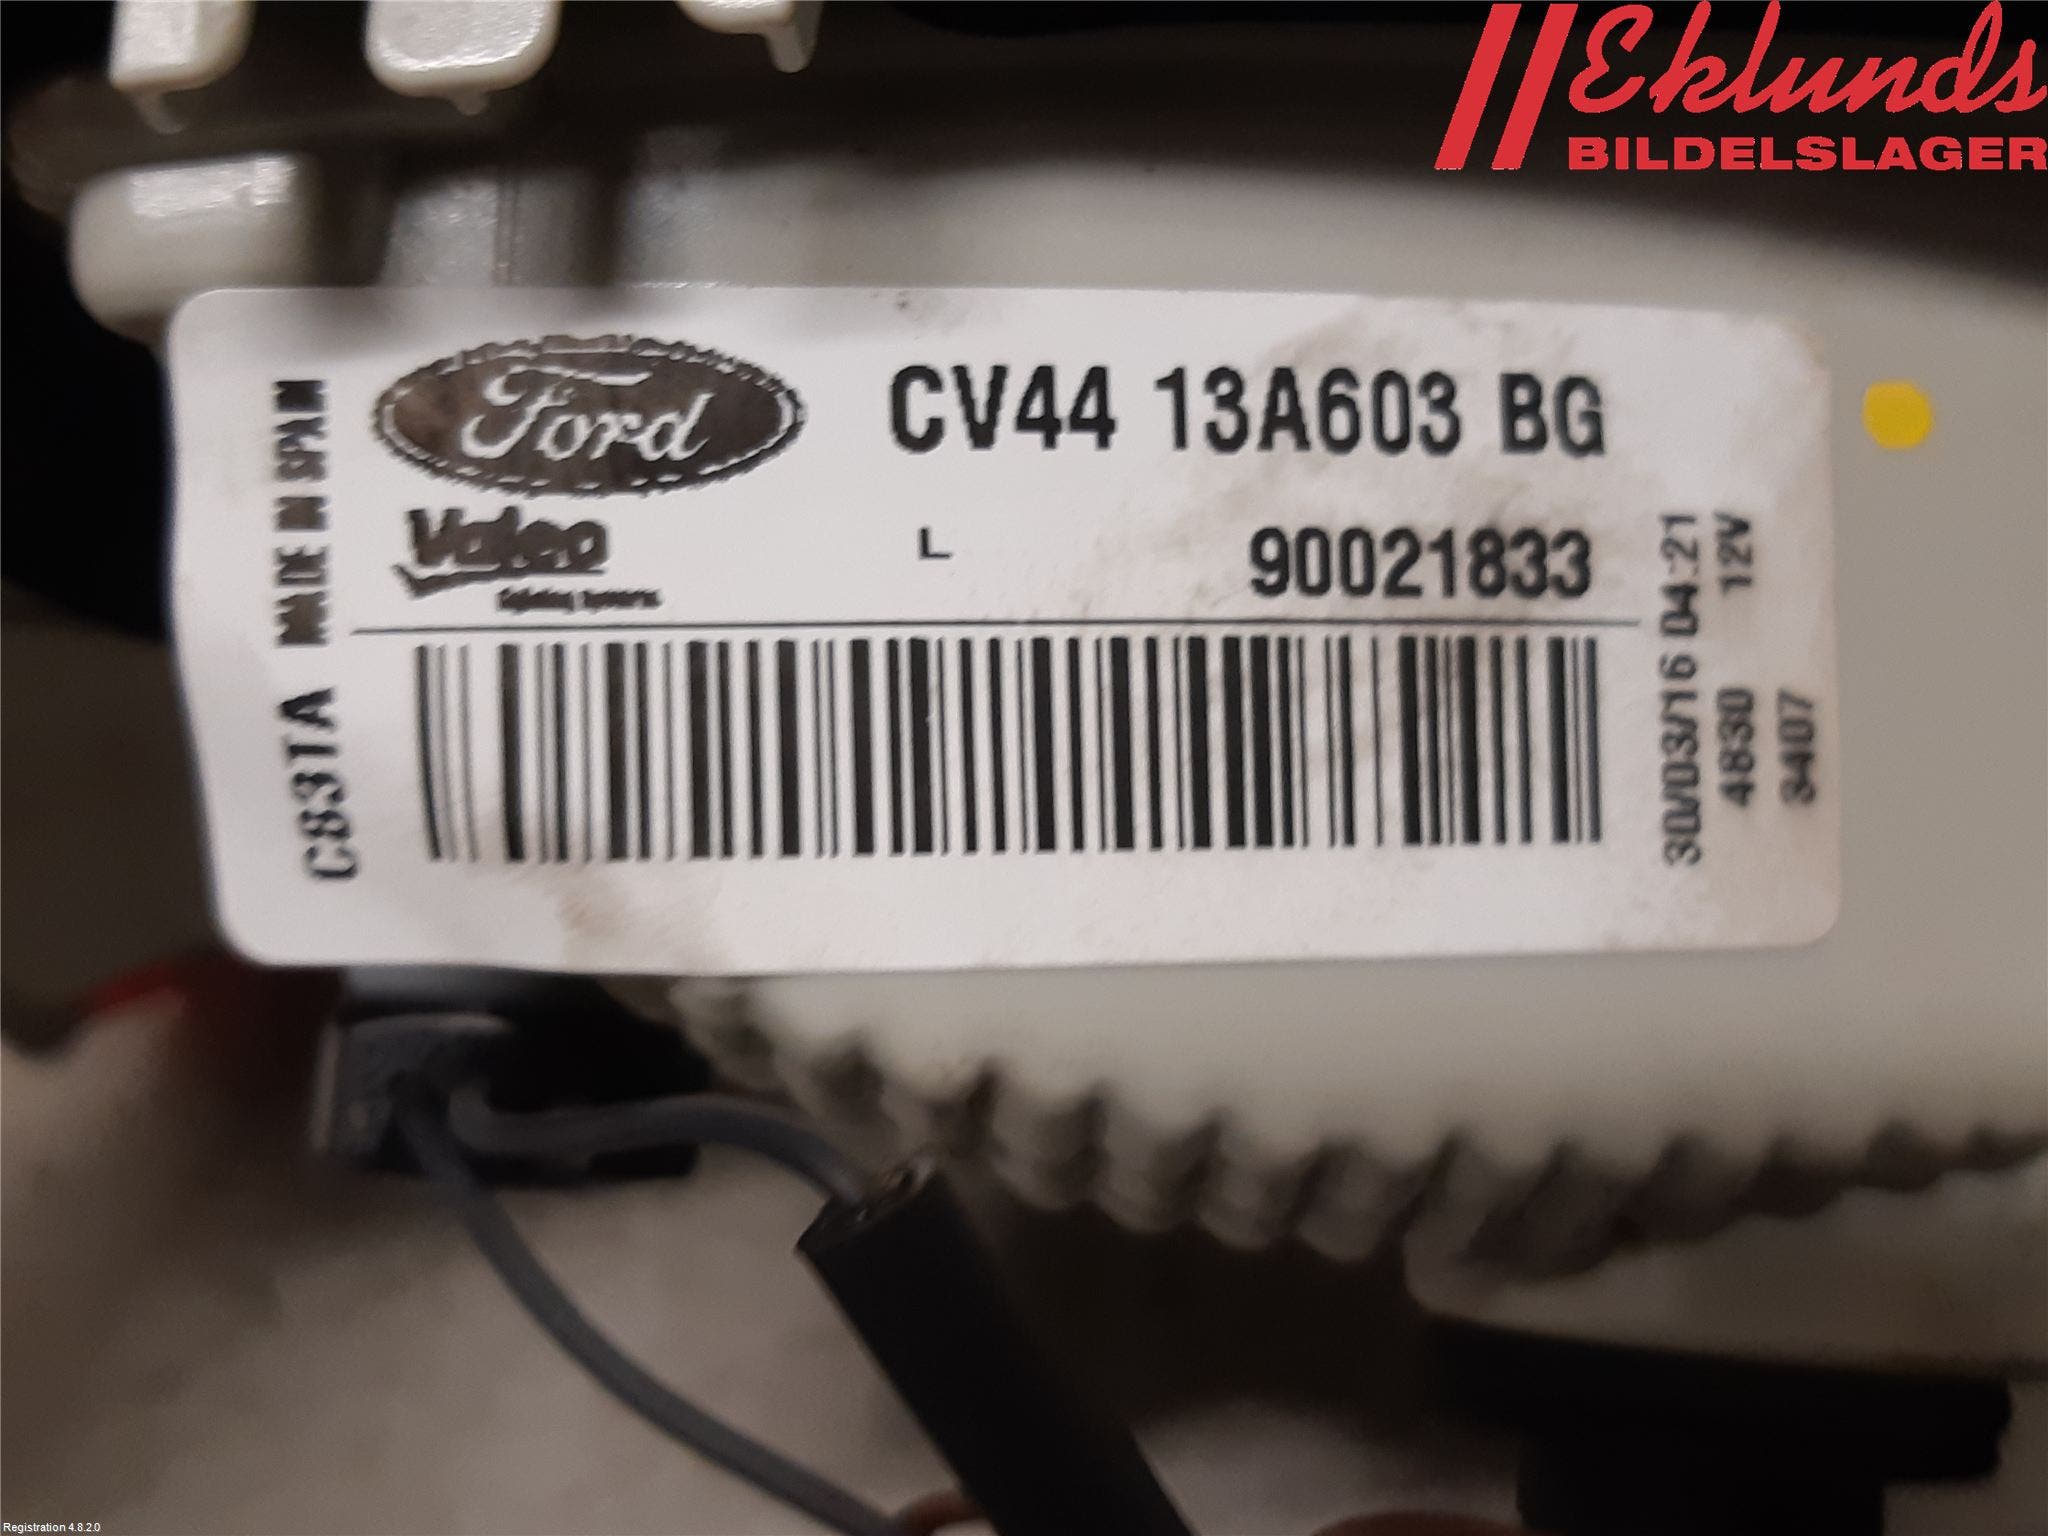 Eklunds
BILDELSLAGER
Ford
CV44 13A603 BG
Valeo
L
90021833
MADE IN SPAIN
C83TA
30/03/16 04:21
4830 12V
3407
Registration 4.8.2.0